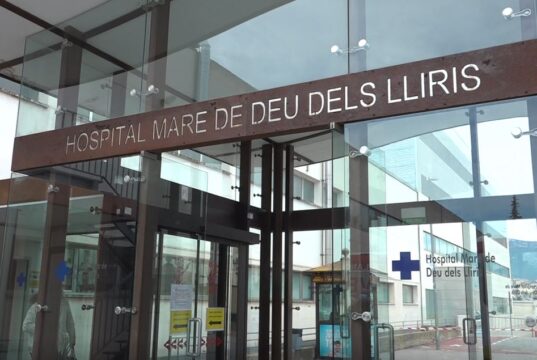 HOSPITAL MARE DE DEU DELS LLIRIS
Hospital Mare de
Deu dels Lliris